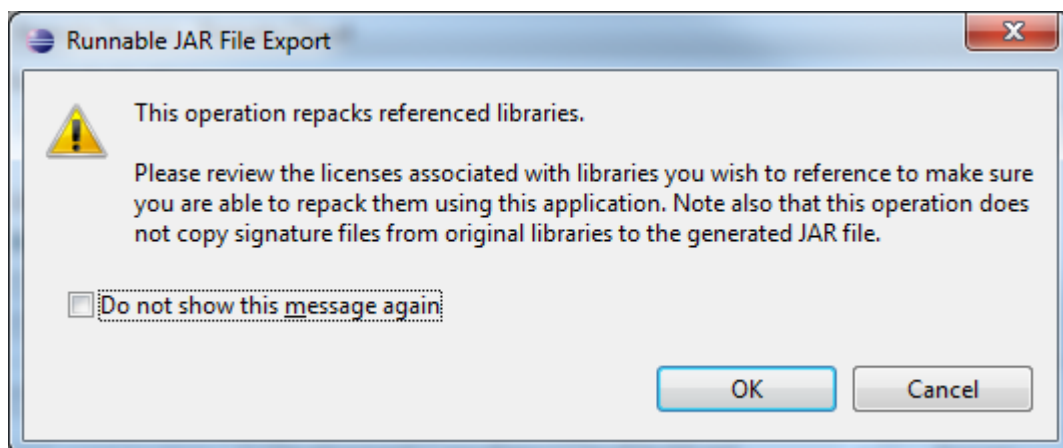 Runnable JAR File Export
This operation repacks referenced libraries.
Please review the licenses associated with libraries you wish to reference to make sure
you are able to repack them using this application. Note also that this operation does
not copy signature files from original libraries to the generated JAR file.
Do not show this message again
OK
Cancel